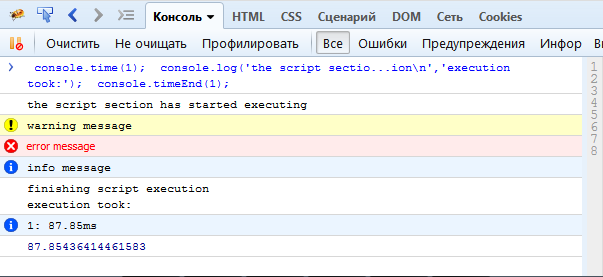 Консоль HTML CSS Сценарий DOM Сеть Cookies
Очистить Не очищать Профилировать Все Ошибки Предупреждения Инфор
console.time(1); console.log('the script sectio...ion\n','execution
took:'); console.timeEnd(1);
the script section has started executing
warning message
error message
info message
finishing script execution
execution took:
1: 87.85ms
87.85436414461583
1
2
3
4
5
6
7
8